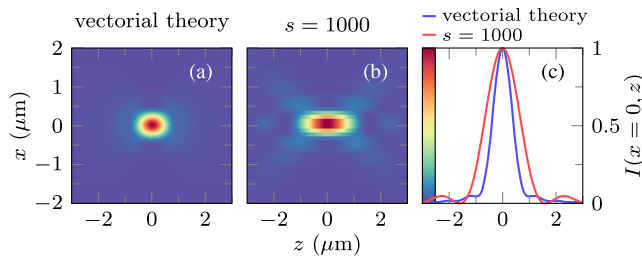 vectorial theory
s = 1000
vectorial theory
s = 1000
(a)
(b)
(c)
2
1
0
−1
−2
x (μm)
−2 0 2
−2 0 2
−2 0 2
z (μm)
1
0.5
0
I(x = 0, z)